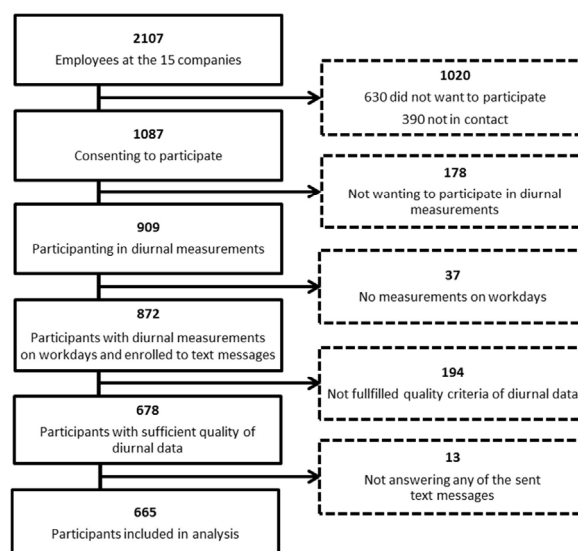 2107
Employees at the 15 companies
1020
630 did not want to participate
390 not in contact
1087
Consenting to participate
178
Not wanting to participate in diurnal
measurements
909
Participanting in diurnal measurements
37
No measurements on workdays
872
Participants with diurnal measurements
on workdays and enrolled to text messages
194
Not fullfilled quality criteria of diurnal data
678
Participants with sufficient quality of
diurnal data
13
Not answering any of the sent
text messages
665
Participants included in analysis